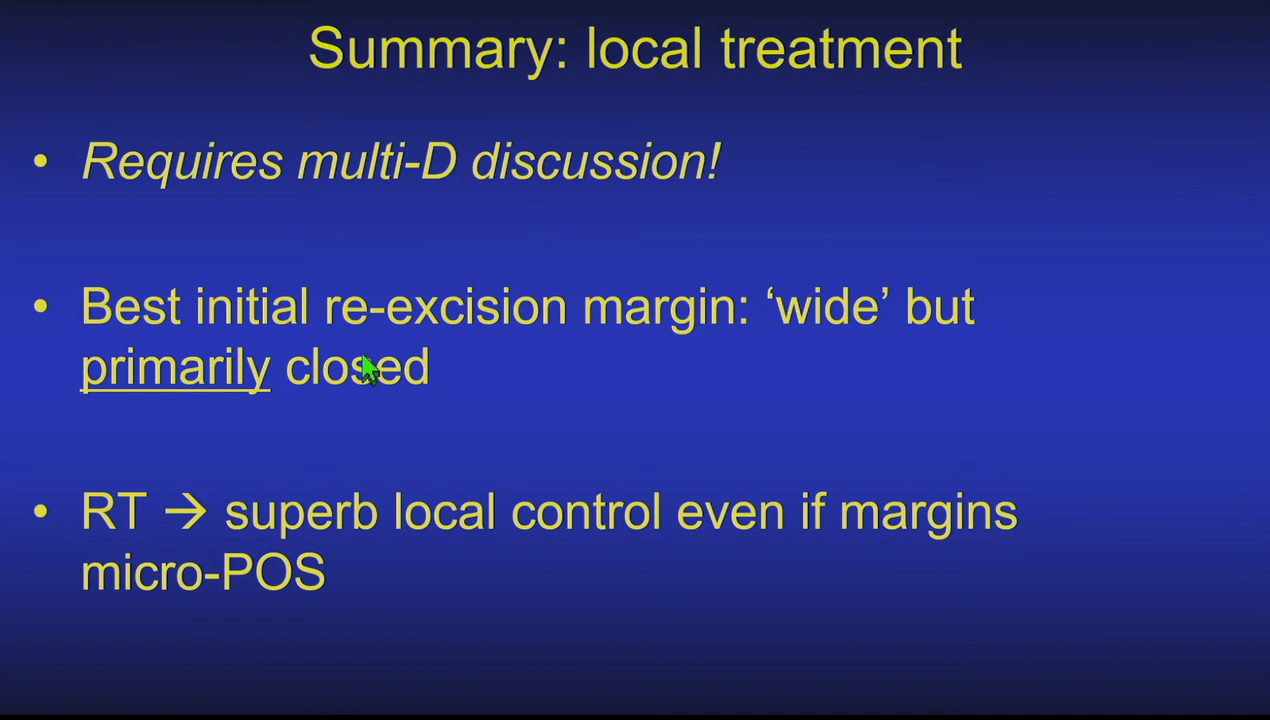 Summary: local treatment
• Requires multi-D discussion!
• Best initial re-excision margin: ‘wide’ but
primarily closed
• RT → superb local control even if margins
micro-POS